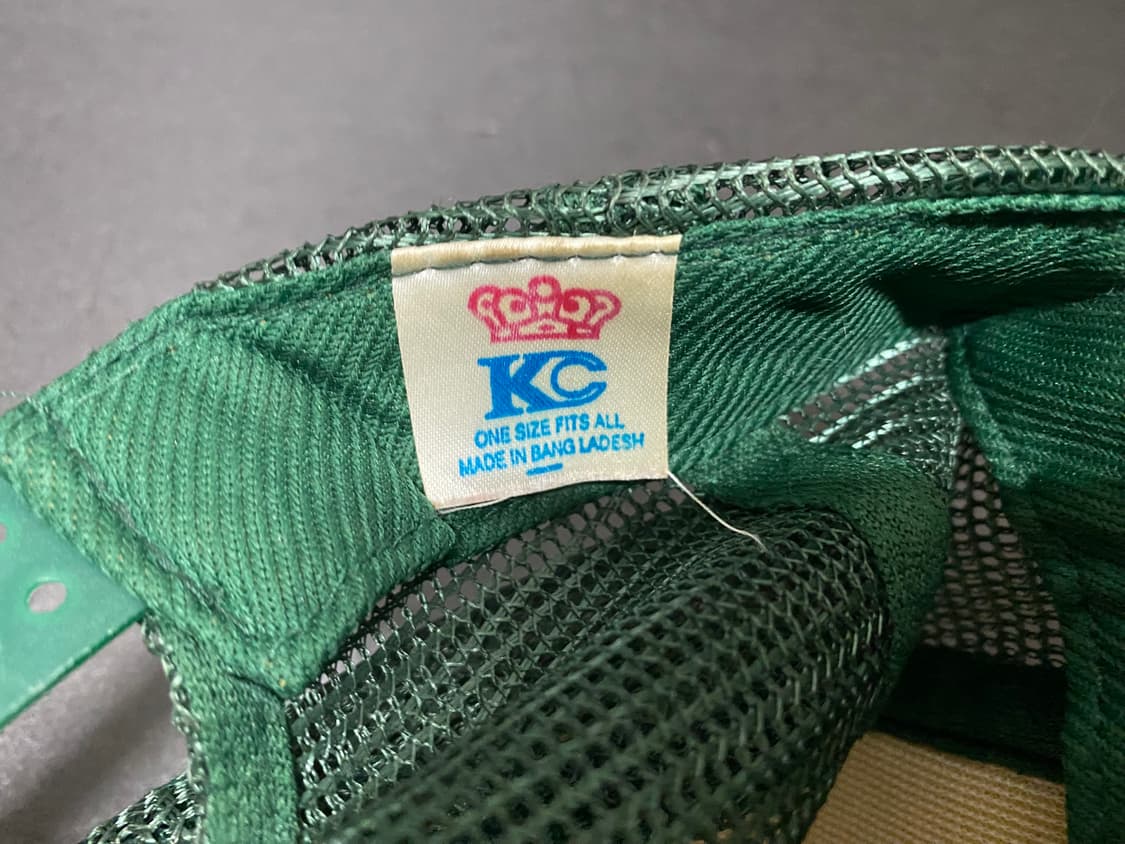 KC
ONE SIZE FITS ALL
MADE IN BANG LADESH